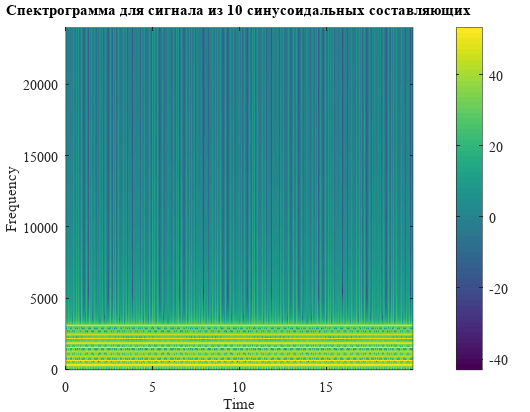 Спектрограмма для сигнала из 10 синусоидальных составляющих
20000
15000
10000
5000
0
Frequency
0 5 10 15
Time
40
20
0
-20
-40